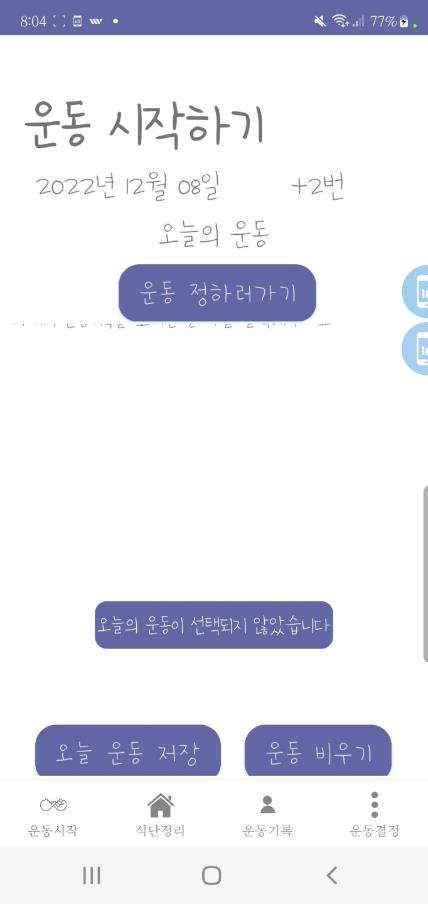 8:04 77%
운동 시작하기
2022년 12월 08일 +2번
오늘의 운동
운동 정하러가기
오늘의 운동이 선택되지 않았습니다
오늘 운동 저장 운동 비우기
운동시작 식단정리 운동기록 운동결정